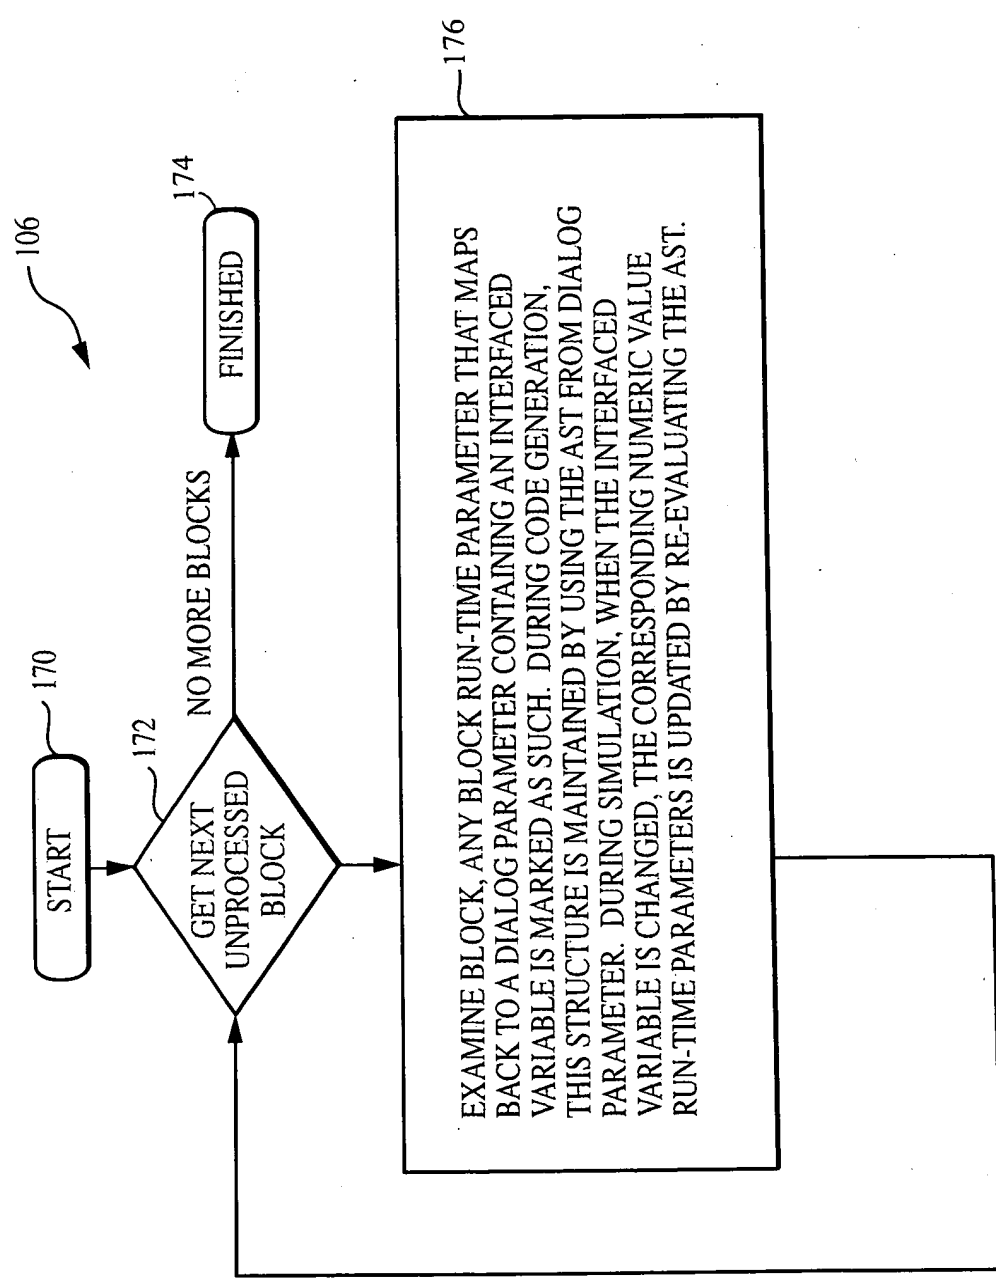 106
START
170
GET NEXT
UNPROCESSED
BLOCK
172
NO MORE BLOCKS
FINISHED
174
EXAMINE BLOCK, ANY BLOCK RUN-TIME PARAMETER THAT MAPS
BACK TO A DIALOG PARAMETER CONTAINING AN INTERFACED
VARIABLE IS MARKED AS SUCH. DURING CODE GENERATION,
THIS STRUCTURE IS MAINTAINED BY USING THE AST FROM DIALOG
PARAMETER. DURING SIMULATION, WHEN THE INTERFACED
VARIABLE IS CHANGED, THE CORRESPONDING NUMERIC VALUE
RUN-TIME PARAMETERS IS UPDATED BY RE-EVALUATING THE AST.
176